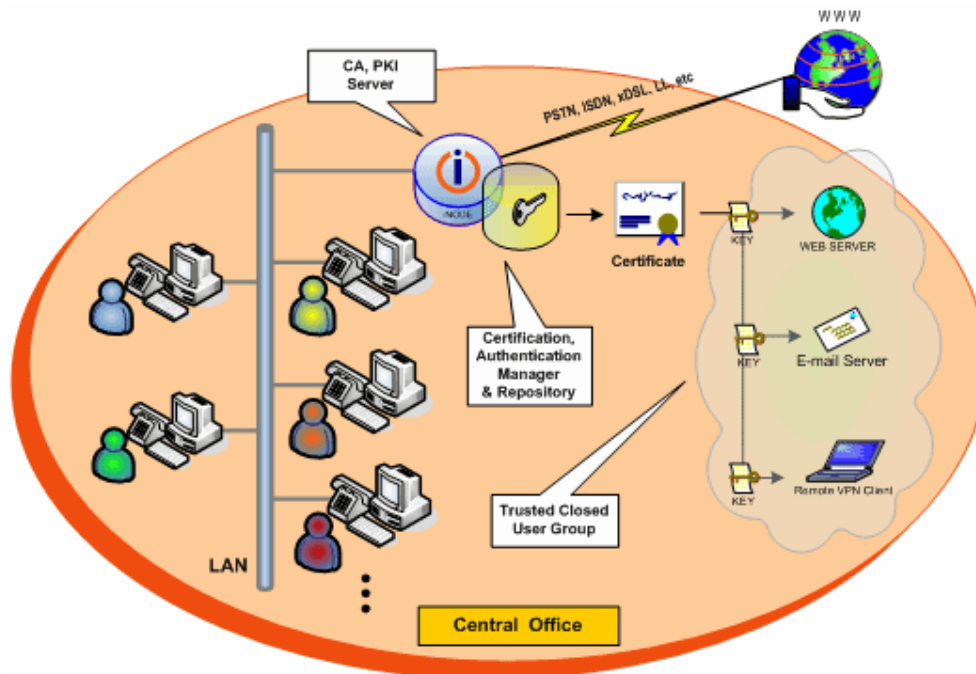 W W W
CA, PKI
Server
PSTN, ISDN, xDSL, LL, etc
i
iNODE
Certificate
KEY
WEB SERVER
Certification,
Authentication
Manager
& Repository
KEY
E-mail Server
Trusted Closed
User Group
KEY
Remote VPN Client
LAN
Central Office